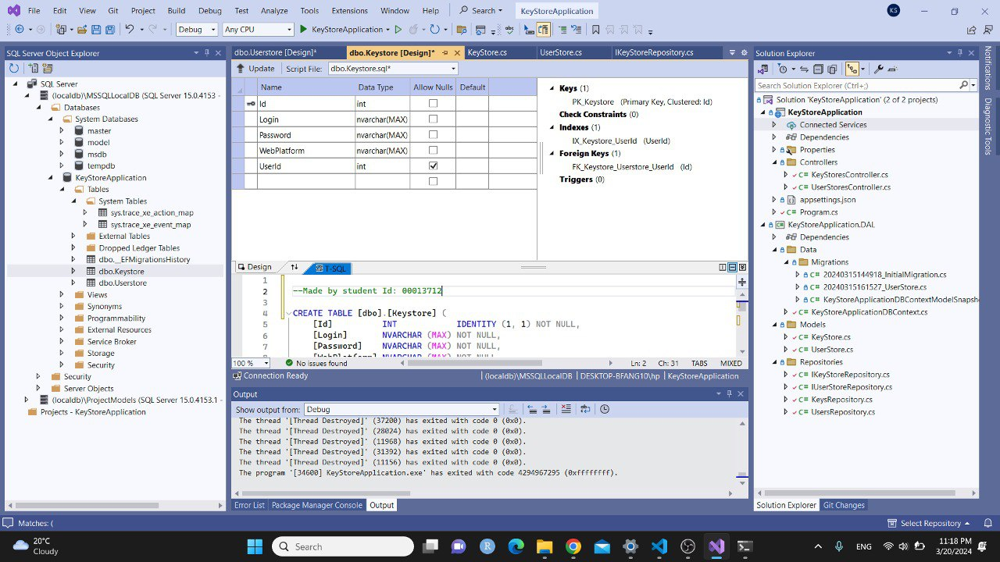 File Edit View Git Project Build Debug Test Analyze Tools Extensions Window Help Search KeyStoreApplication KS
Debug Any CPU KeyStoreApplication
SQL Server Object Explorer
SQL Server
(localdb)\MSSQLLocalDB (SQL Server 15.0.4153 -
Databases
System Databases
master
model
msdb
tempdb
KeyStoreApplication
Tables
System Tables
sys.trace_xe_action_map
sys.trace_xe_event_map
External Tables
Dropped Ledger Tables
dbo.__EFMigrationsHistory
dbo.Keystore
dbo.Userstore
Views
Synonyms
Programmability
External Resources
Service Broker
Storage
Security
Security
Server Objects
(localdb)\ProjectModels (SQL Server 15.0.4153.1 -
Projects - KeyStoreApplication
dbo.Userstore [Design]* dbo.Keystore [Design]* KeyStore.cs UserStore.cs IKeyStoreRepository.cs
Update Script File: dbo.Keystore.sql*
Name Data Type Allow Nulls Default
Id int
Login nvarchar(MAX)
Password nvarchar(MAX)
WebPlatform nvarchar(MAX)
UserId int
Keys (1)
PK_Keystore (Primary Key, Clustered: Id)
Check Constraints (0)
Indexes (1)
IX_Keystore_UserId (UserId)
Foreign Keys (1)
FK_Keystore_Userstore_UserId (Id)
Triggers (0)
Design T-SQL
1
2 --Made by student Id: 00013712
3
4 CREATE TABLE [dbo].[Keystore] (
5 [Id] INT IDENTITY (1, 1) NOT NULL,
6 [Login] NVARCHAR (MAX) NOT NULL,
7 [Password] NVARCHAR (MAX) NOT NULL,
[WebPlatform] NVARCHAR (MAX) NOT NULL,
100 % No issues found Ln: 2 Ch: 31 TABS MIXED
Connection Ready (localdb)\MSSQLLocalDB DESKTOP-BFANG10\hp KeyStoreApplication
Output
Show output from: Debug
The thread '[Thread Destroyed]' (37200) has exited with code 0 (0x0).
The thread '[Thread Destroyed]' (28024) has exited with code 0 (0x0).
The thread '[Thread Destroyed]' (11968) has exited with code 0 (0x0).
The thread '[Thread Destroyed]' (31392) has exited with code 0 (0x0).
The thread '[Thread Destroyed]' (11156) has exited with code 0 (0x0).
The program '[34600] KeyStoreApplication.exe' has exited with code 4294967295 (0xffffffff).
Error List Package Manager Console Output
Solution Explorer
Search Solution Explorer (Ctrl+;)
Solution 'KeyStoreApplication' (2 of 2 projects)
KeyStoreApplication
Connected Services
Dependencies
Properties
Controllers
C# KeyStoresController.cs
C# UserStoresController.cs
appsettings.json
C# Program.cs
C# KeyStoreApplication.DAL
Dependencies
Data
Migrations
C# 20240315144918_InitialMigration.cs
C# 20240315161527_UserStore.cs
C# KeyStoreApplicationDBContextModelSnapsh
C# KeyStoreApplicationDBContext.cs
Models
C# KeyStore.cs
C# UserStore.cs
Repositories
C# IKeyStoreRepository.cs
C# IUserStoreRepository.cs
C# KeysRepository.cs
C# UsersRepository.cs
Solution Explorer Git Changes
Notifications
Diagnostic Tools
Matches: ( Select Repository
20°C
Cloudy
Search
ENG
11:18 PM
3/20/2024